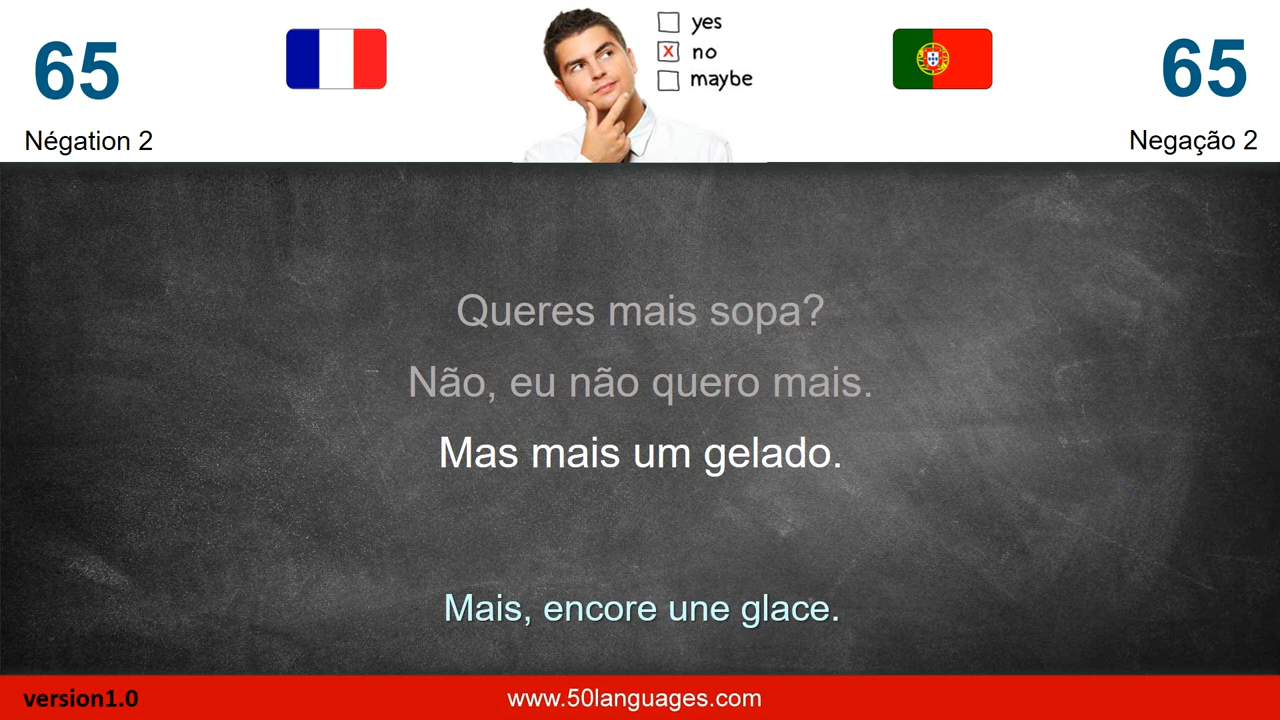 65
Négation 2
yes
x no
maybe
65
Negação 2
Queres mais sopa?
Não, eu não quero mais.
Mas mais um gelado.
Mais, encore une glace.
version1.0
www.50languages.com